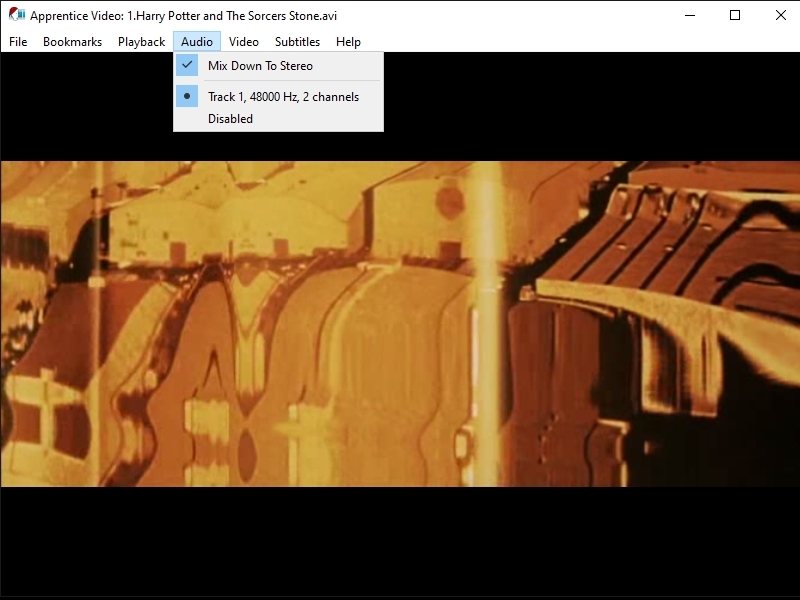 Apprentice Video: 1.Harry Potter and The Sorcers Stone.avi
File Bookmarks Playback Audio Video Subtitles Help
Mix Down To Stereo
Track 1, 48000 Hz, 2 channels
Disabled